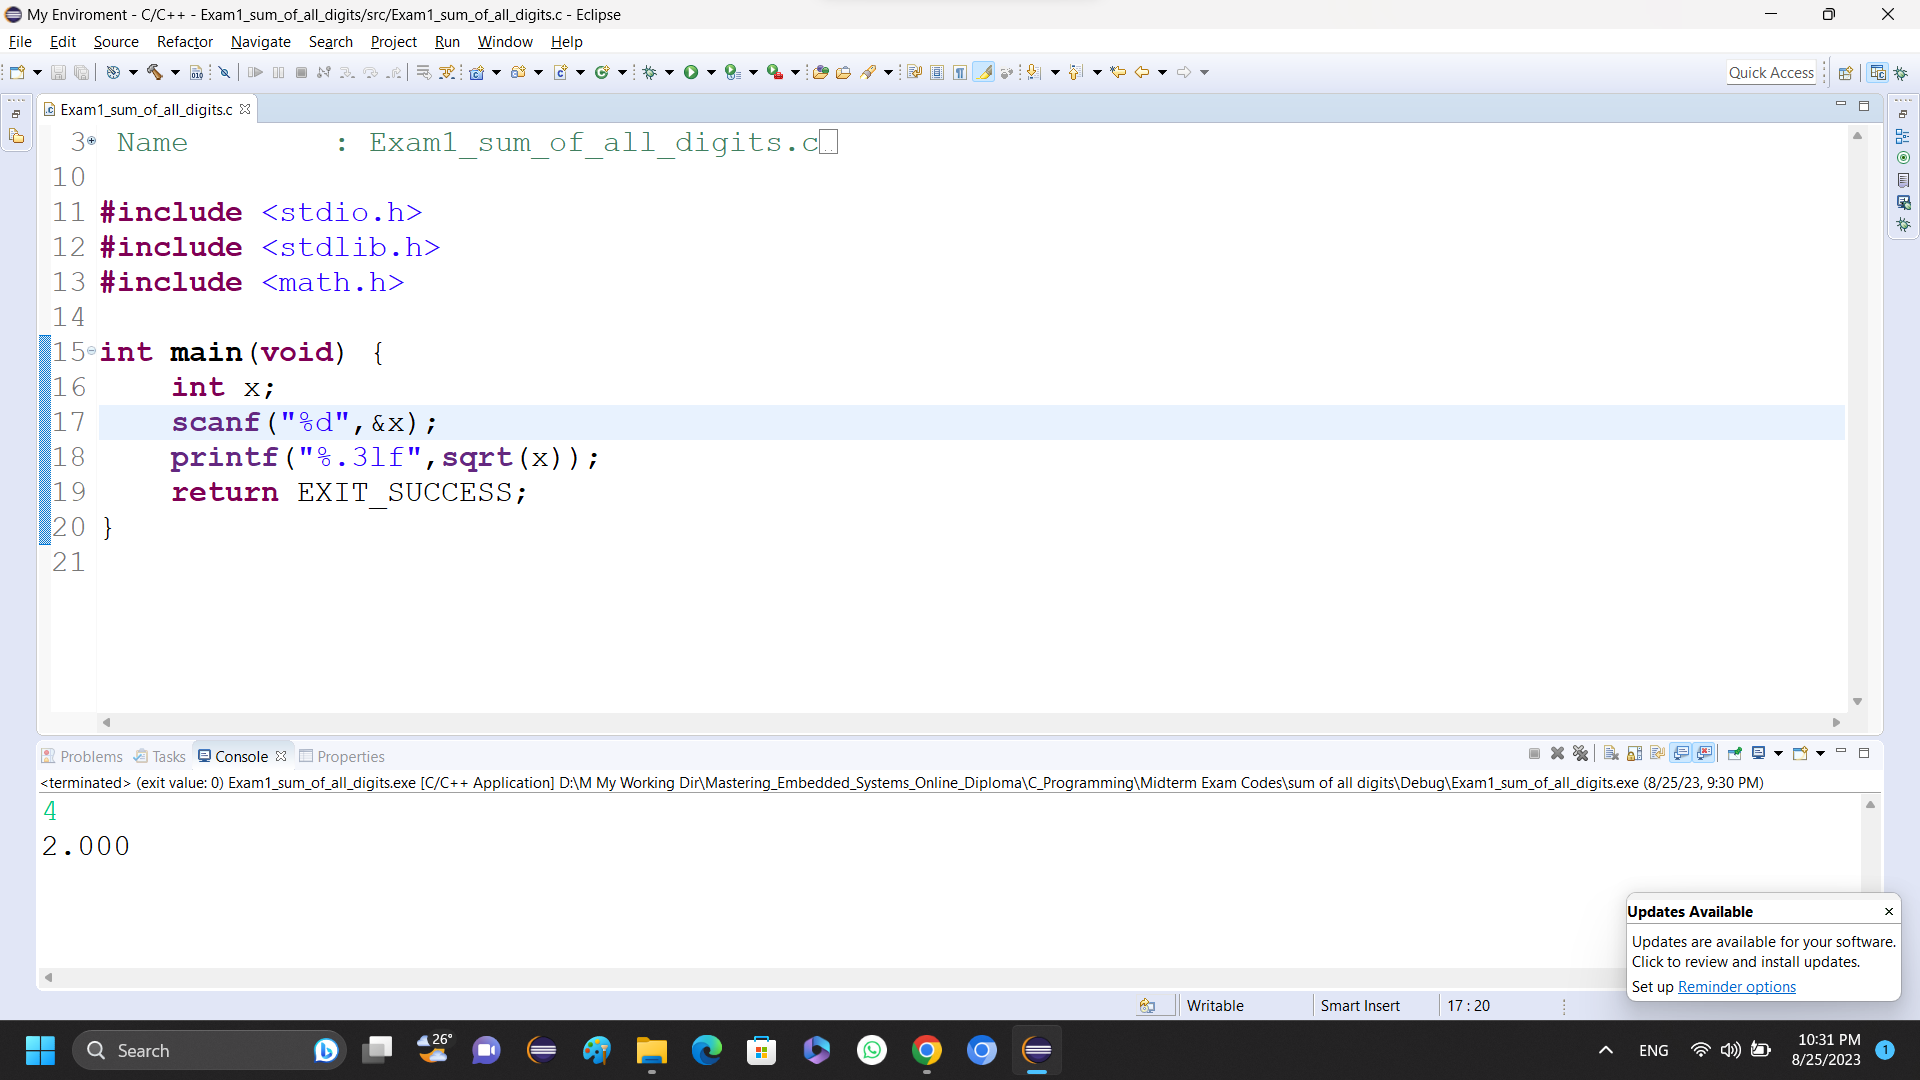 My Enviroment - C/C++ - Exam1_sum_of_all_digits/src/Exam1_sum_of_all_digits.c - Eclipse
File Edit Source Refactor Navigate Search Project Run Window Help
Quick Access
Exam1_sum_of_all_digits.c
3 Name : Exam1_sum_of_all_digits.c
10
11 #include <stdio.h>
12 #include <stdlib.h>
13 #include <math.h>
14
15 int main(void) {
16 int x;
17 scanf("%d",&x);
18 printf("%.3lf",sqrt(x));
19 return EXIT_SUCCESS;
20 }
21
Problems Tasks Console Properties
<terminated> (exit value: 0) Exam1_sum_of_all_digits.exe [C/C++ Application] D:\M My Working Dir\Mastering_Embedded_Systems_Online_Diploma\C_Programming\Midterm Exam Codes\sum of all digits\Debug\Exam1_sum_of_all_digits.exe (8/25/23, 9:30 PM)
4
2.000
Updates Available
Updates are available for your software.
Click to review and install updates.
Set up Reminder options
Writable Smart Insert 17 : 20
Search 26° ENG 10:31 PM
8/25/2023 1